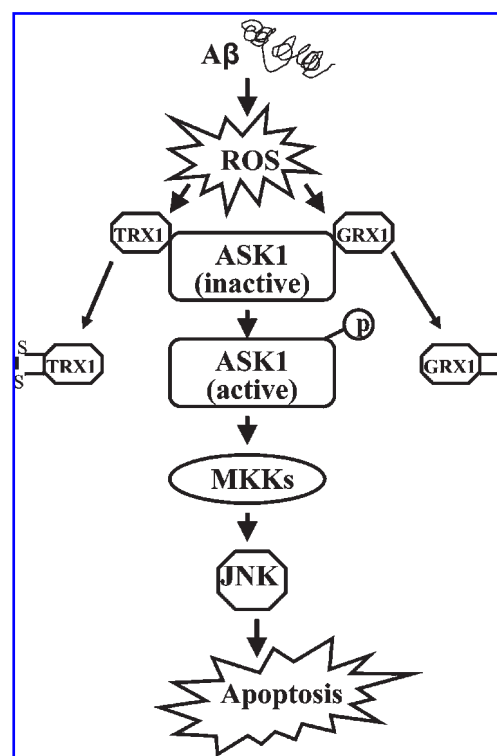 Aβ
ROS
TRX1
GRX1
ASK1
(inactive)
p
S
TRX1
S
ASK1
(active)
GRX1
MKKs
JNK
Apoptosis